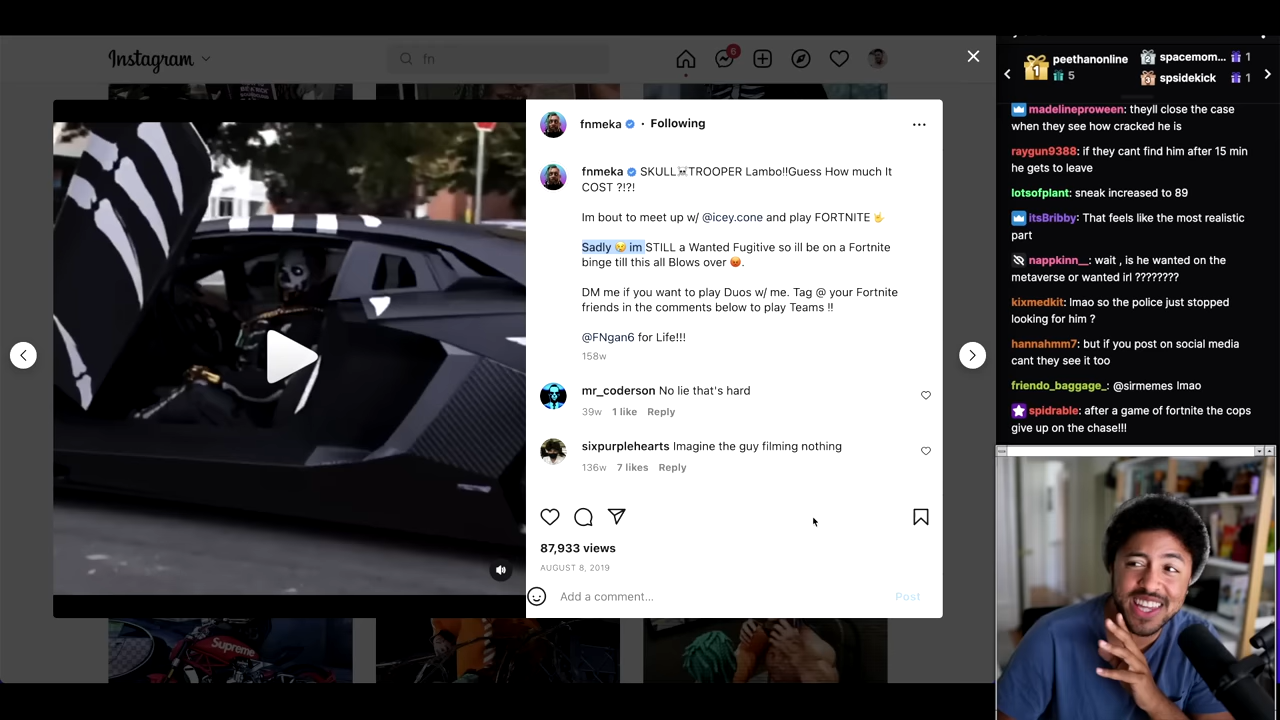 Instagram
fn
6
fnmeka • Following
fnmeka SKULL☠️TROOPER Lambo!!Guess How much It
COST ?!?!
Im bout to meet up w/ @icey.cone and play FORTNITE 🤟
Sadly 😢 im STILL a Wanted Fugitive so ill be on a Fortnite
binge till this all Blows over 😡.
DM me if you want to play Duos w/ me. Tag @ your Fortnite
friends in the comments below to play Teams !!
@FNgan6 for Life!!!
158w
mr_coderson No lie that's hard
39w 1 like Reply
sixpurplehearts Imagine the guy filming nothing
136w 7 likes Reply
87,933 views
AUGUST 8, 2019
Add a comment...
Post
Supreme
1
peethanonline
5
2
spacemom... 1
3
spsidekick 1
madelineproween: theyll close the case
when they see how cracked he is
raygun9388: if they cant find him after 15 min
he gets to leave
lotsofplant: sneak increased to 89
itsBribby: That feels like the most realistic
part
nappkinn__: wait , is he wanted on the
metaverse or wanted irl ????????
kixmedkit: lmao so the police just stopped
looking for him ?
hannahmm7: but if you post on social media
cant they see it too
friendo_baggage_: @sirmemes lmao
spidrable: after a game of fortnite the cops
give up on the chase!!!